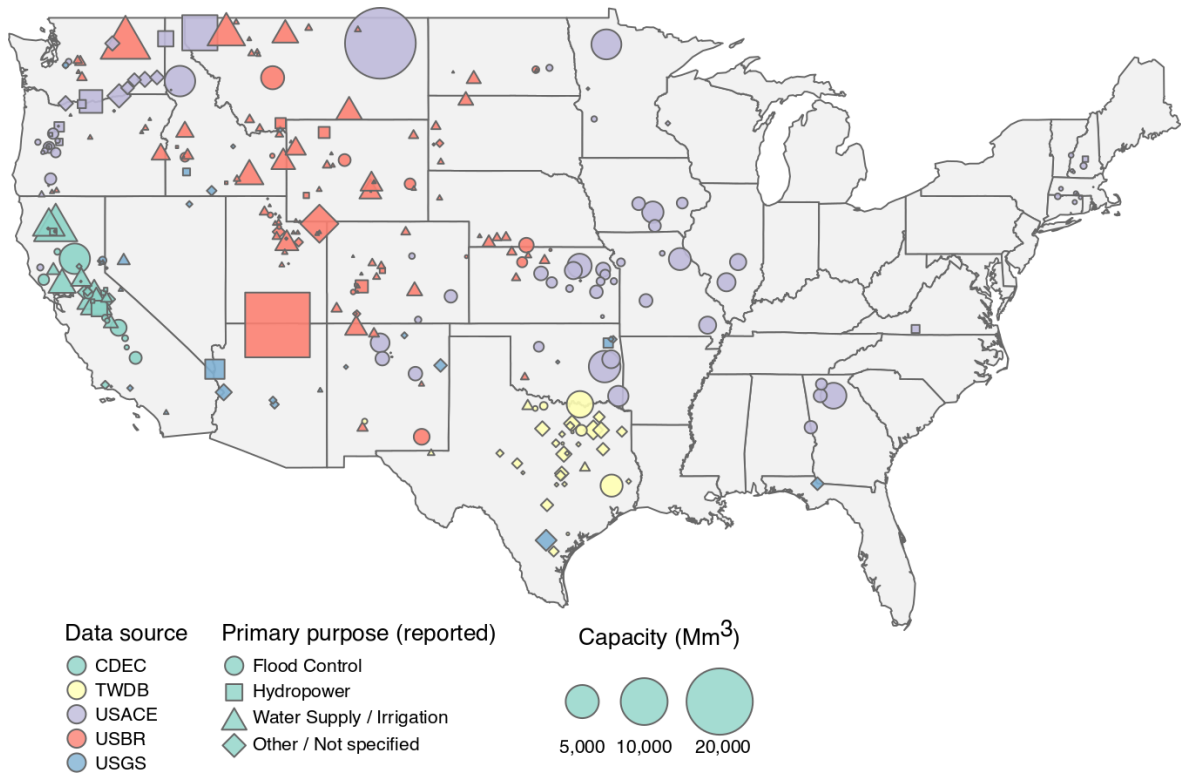 Data source
CDEC
TWDB
USACE
USBR
USGS
Primary purpose (reported)
Flood Control
Hydropower
Water Supply / Irrigation
Other / Not specified
Capacity (Mm³)
5,000 10,000 20,000